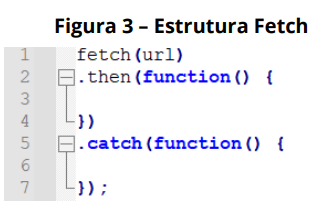 Figura 3 – Estrutura Fetch
1 fetch(url)
2 .then(function() {
3
4 })
5 .catch(function() {
6
7 });